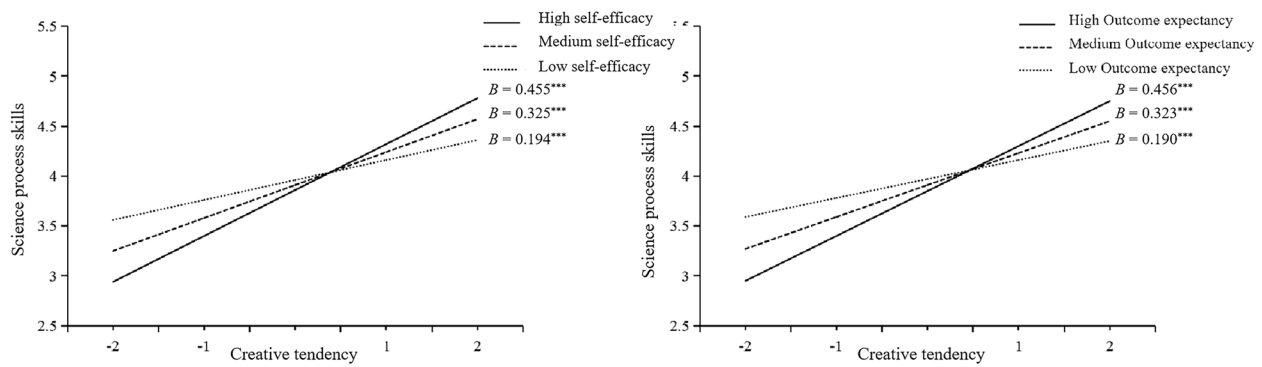 High self-efficacy
Medium self-efficacy
Low self-efficacy
B = 0.455***
B = 0.325***
B = 0.194***
5.5
5
4.5
4
3.5
3
2.5
Science process skills
-2
-1
1
2
Creative tendency
High Outcome expectancy
Medium Outcome expectancy
Low Outcome expectancy
B = 0.456***
B = 0.323***
B = 0.190***
5
4.5
4
3.5
3
2.5
Science process skills
-2
-1
1
2
Creative tendency